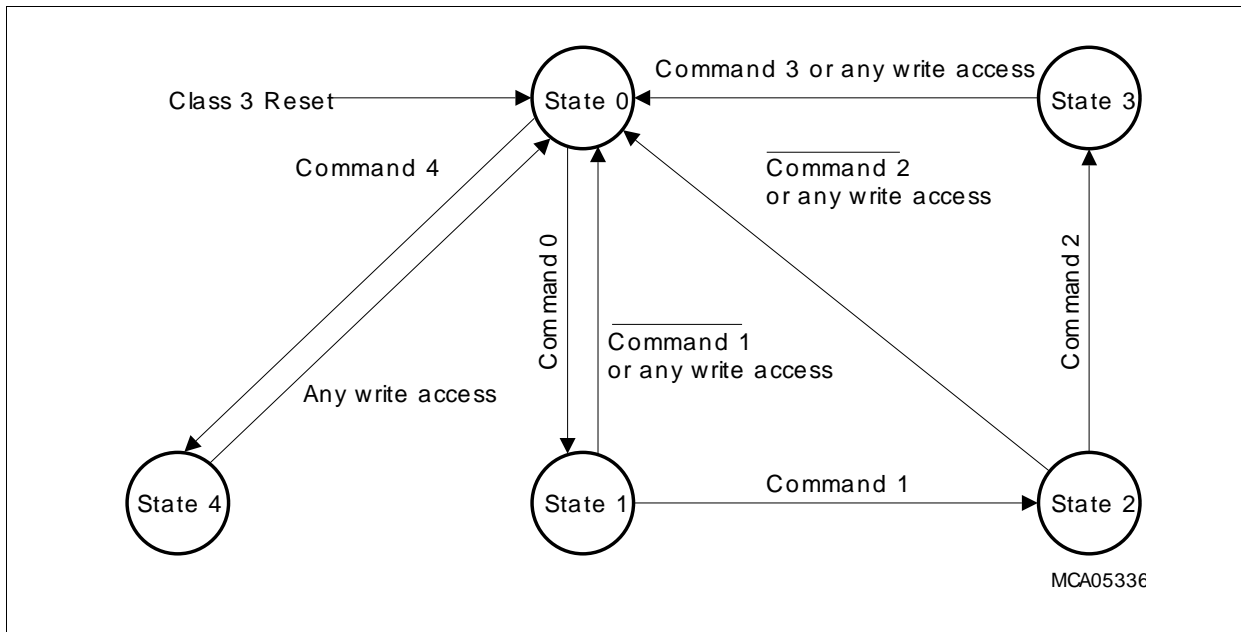 Command 3 or any write access
Class 3 Reset
State 0
State 3
Command 4
Command 2
or any write access
Command 0
Command 2
Command 1
or any write access
Any write access
State 4
State 1
Command 1
State 2
MCA05336